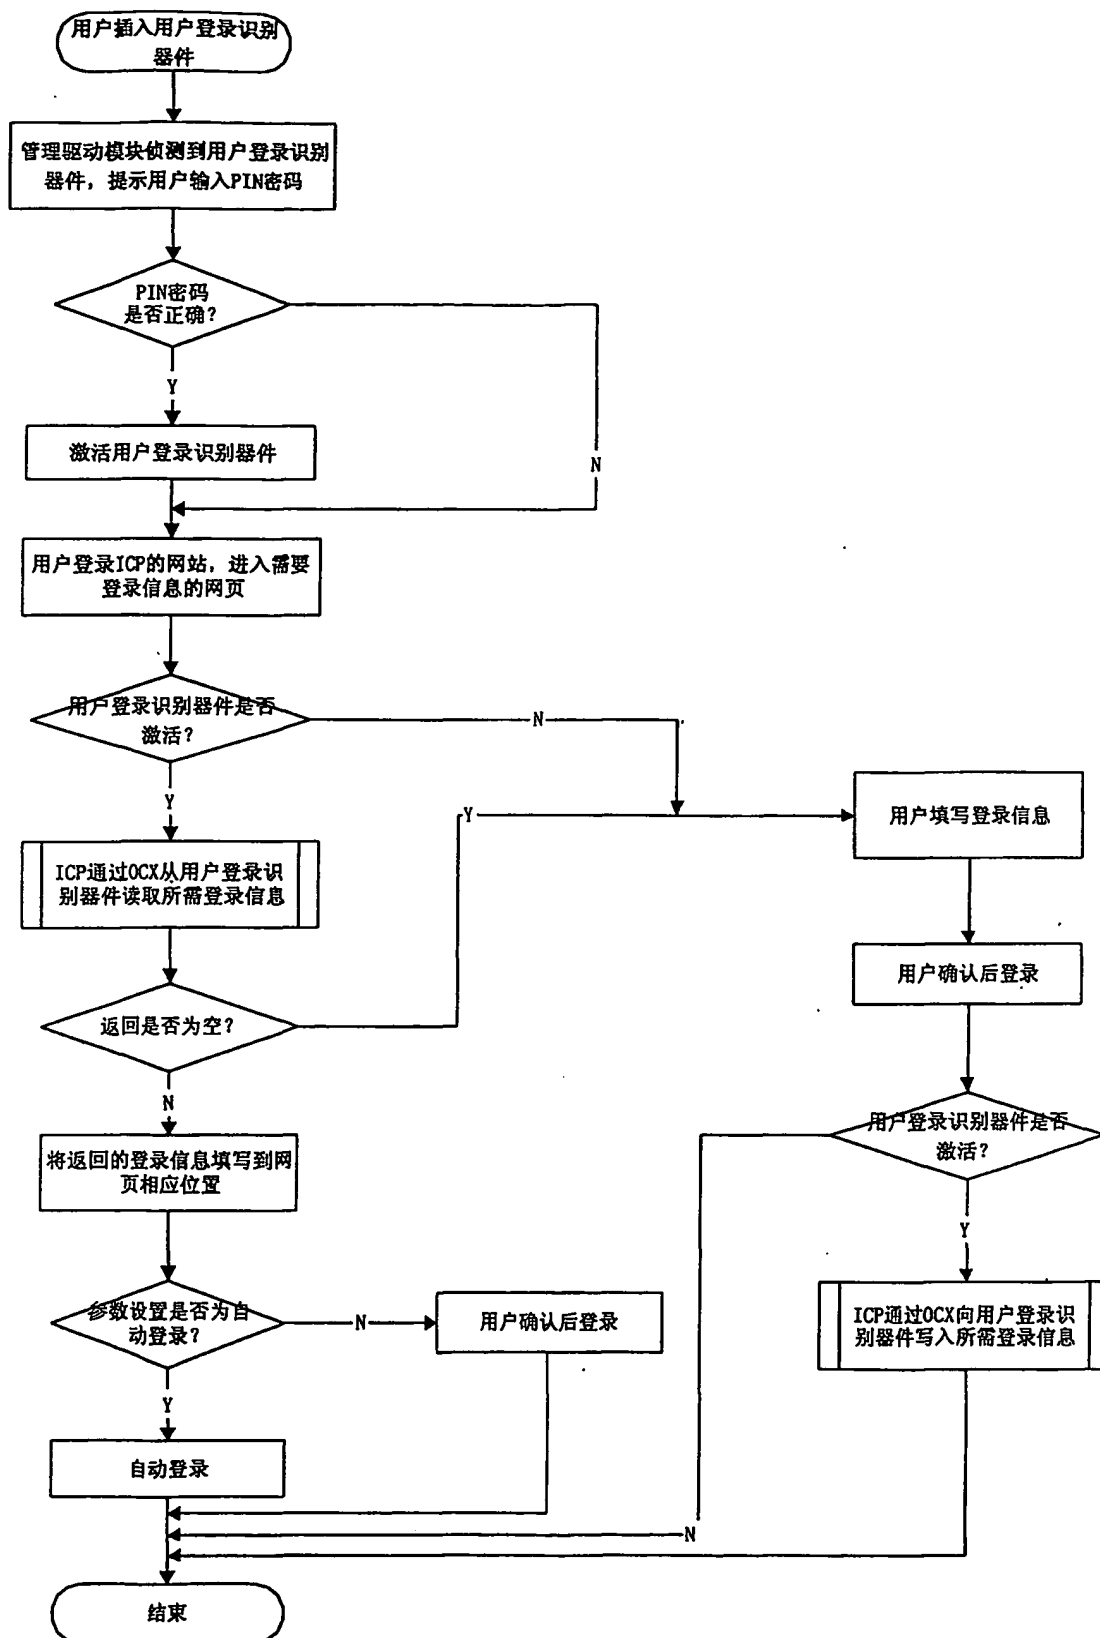 用户插入用户登录识别
器件
管理驱动模块侦测到用户登录识别
器件，提示用户输入PIN密码
PIN密码
是否正确？
Y
激活用户登录识别器件
N
用户登录ICP的网站，进入需要
登录信息的网页
用户登录识别器件是否
激活？
N
Y
Y
用户填写登录信息
ICP通过OCX从用户登录识
别器件读取所需登录信息
用户确认后登录
返回是否为空？
N
用户登录识别器件是否
激活？
将返回的登录信息填写到网
页相应位置
Y
参数设置是否为自
动登录？
N
用户确认后登录
ICP通过OCX向用户登录识
别器件写入所需登录信息
Y
自动登录
N
结束